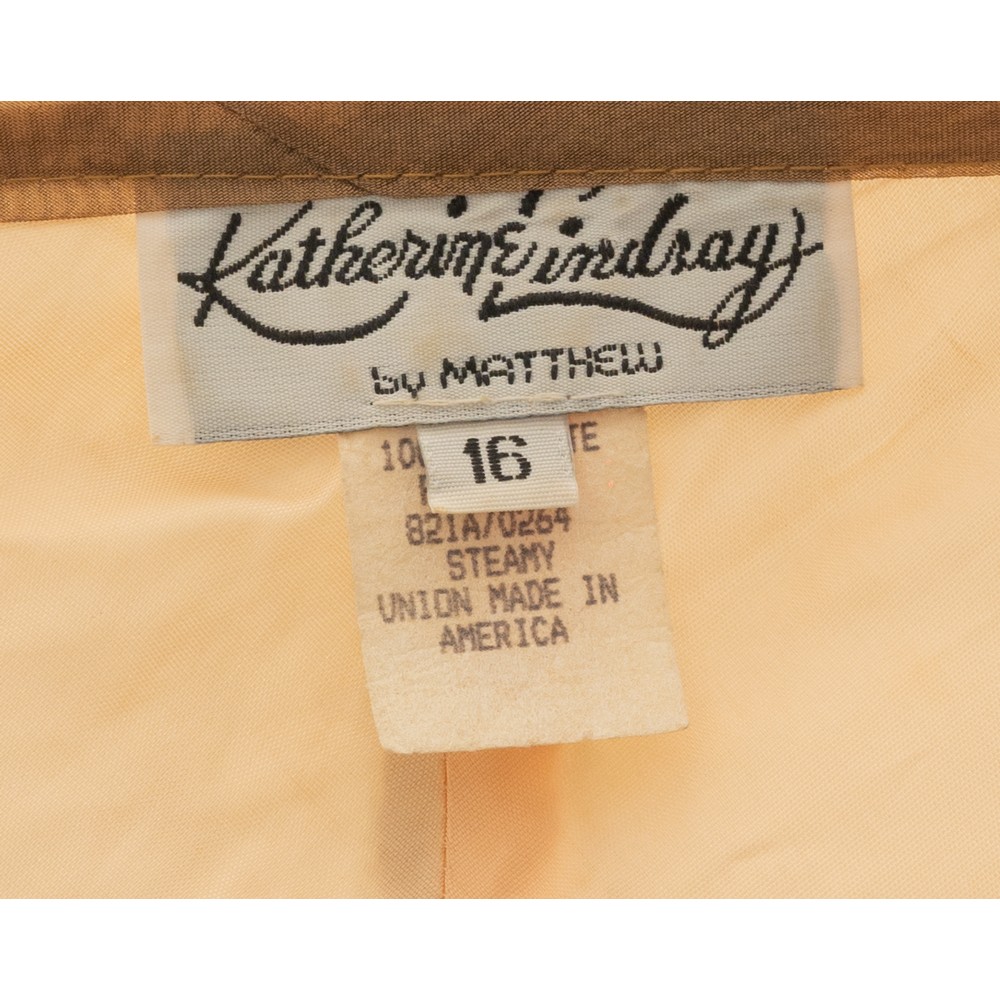 Katherine Lindsay
by MATTHEW
16
821A/0264
STEAMY
UNION MADE IN
AMERICA